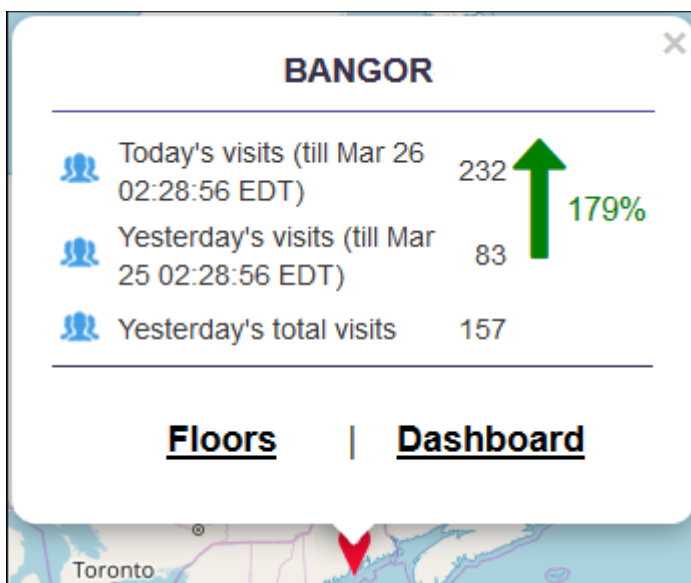 ×
BANGOR
Today's visits (till Mar 26
02:28:56 EDT)
232
179%
Yesterday's visits (till Mar
25 02:28:56 EDT)
83
Yesterday's total visits
157
Floors | Dashboard
Toronto